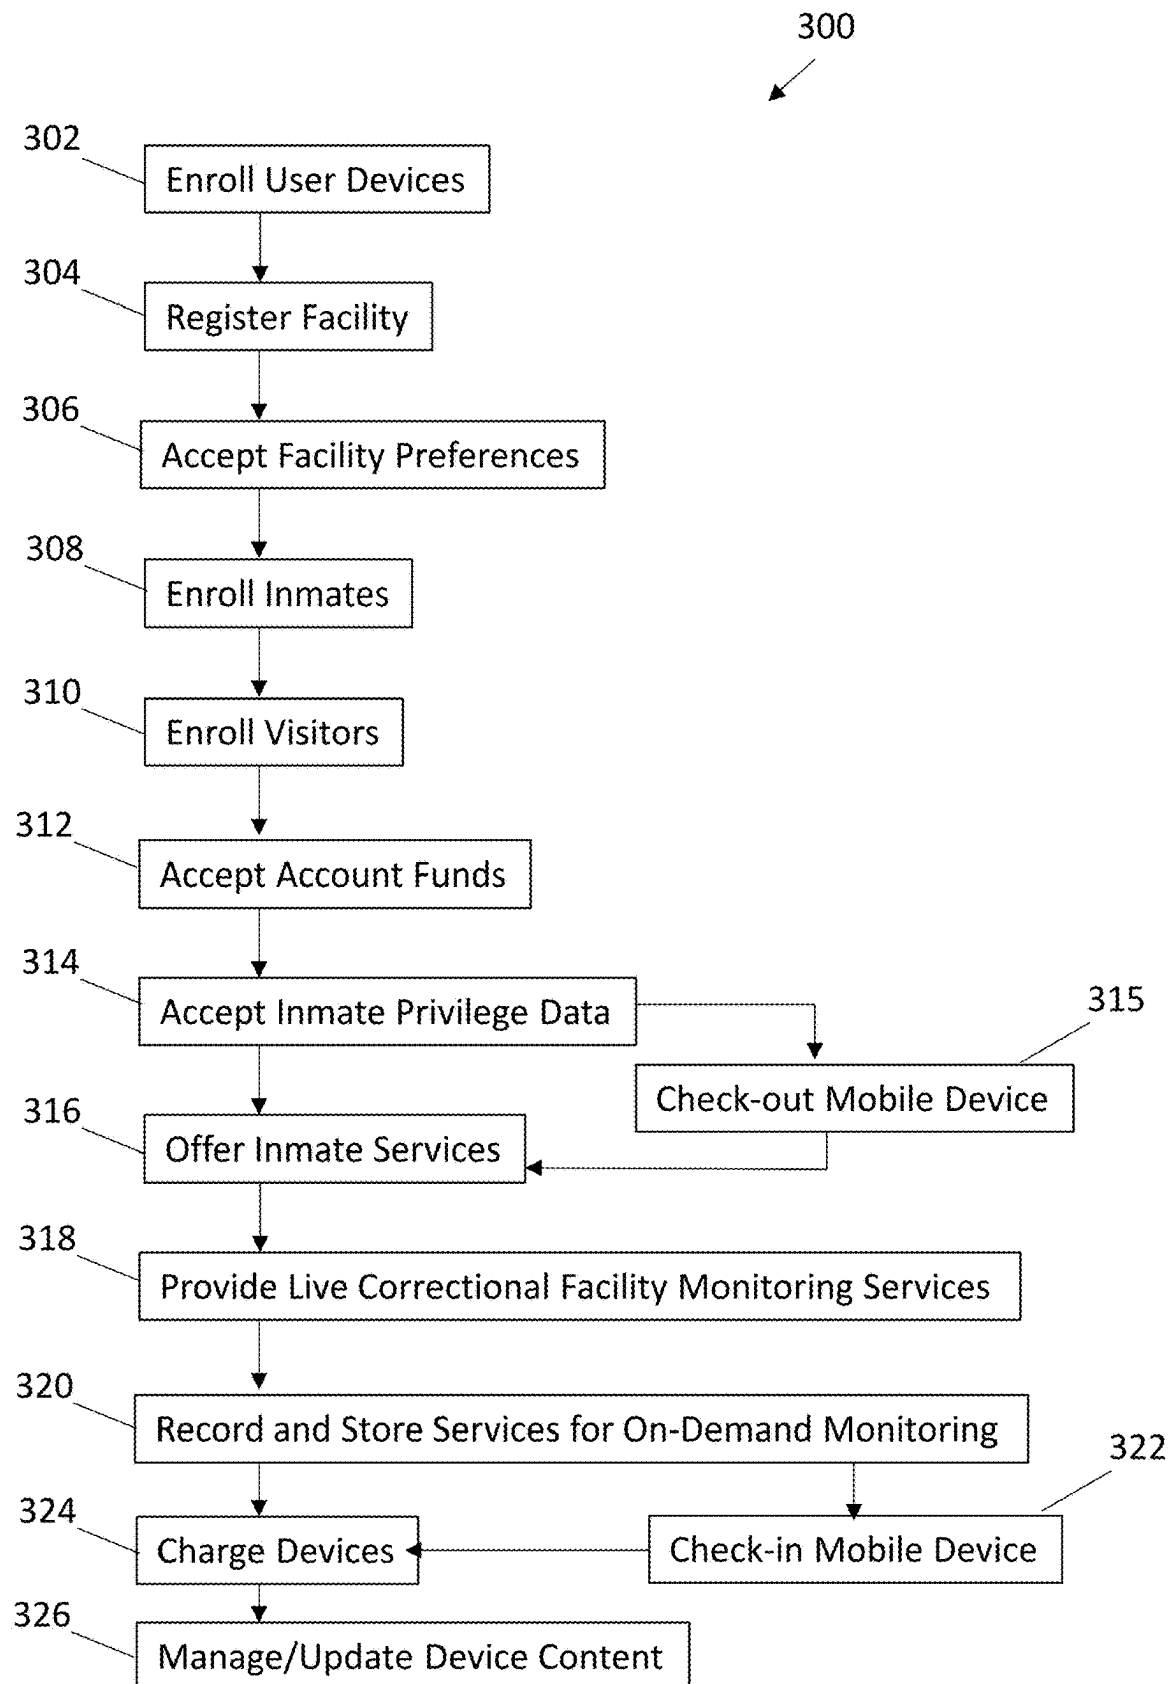 300
302
Enroll User Devices
304
Register Facility
306
Accept Facility Preferences
308
Enroll Inmates
310
Enroll Visitors
312
Accept Account Funds
314
Accept Inmate Privilege Data
315
Check-out Mobile Device
316
Offer Inmate Services
318
Provide Live Correctional Facility Monitoring Services
320
Record and Store Services for On-Demand Monitoring
322
Check-in Mobile Device
324
Charge Devices
326
Manage/Update Device Content